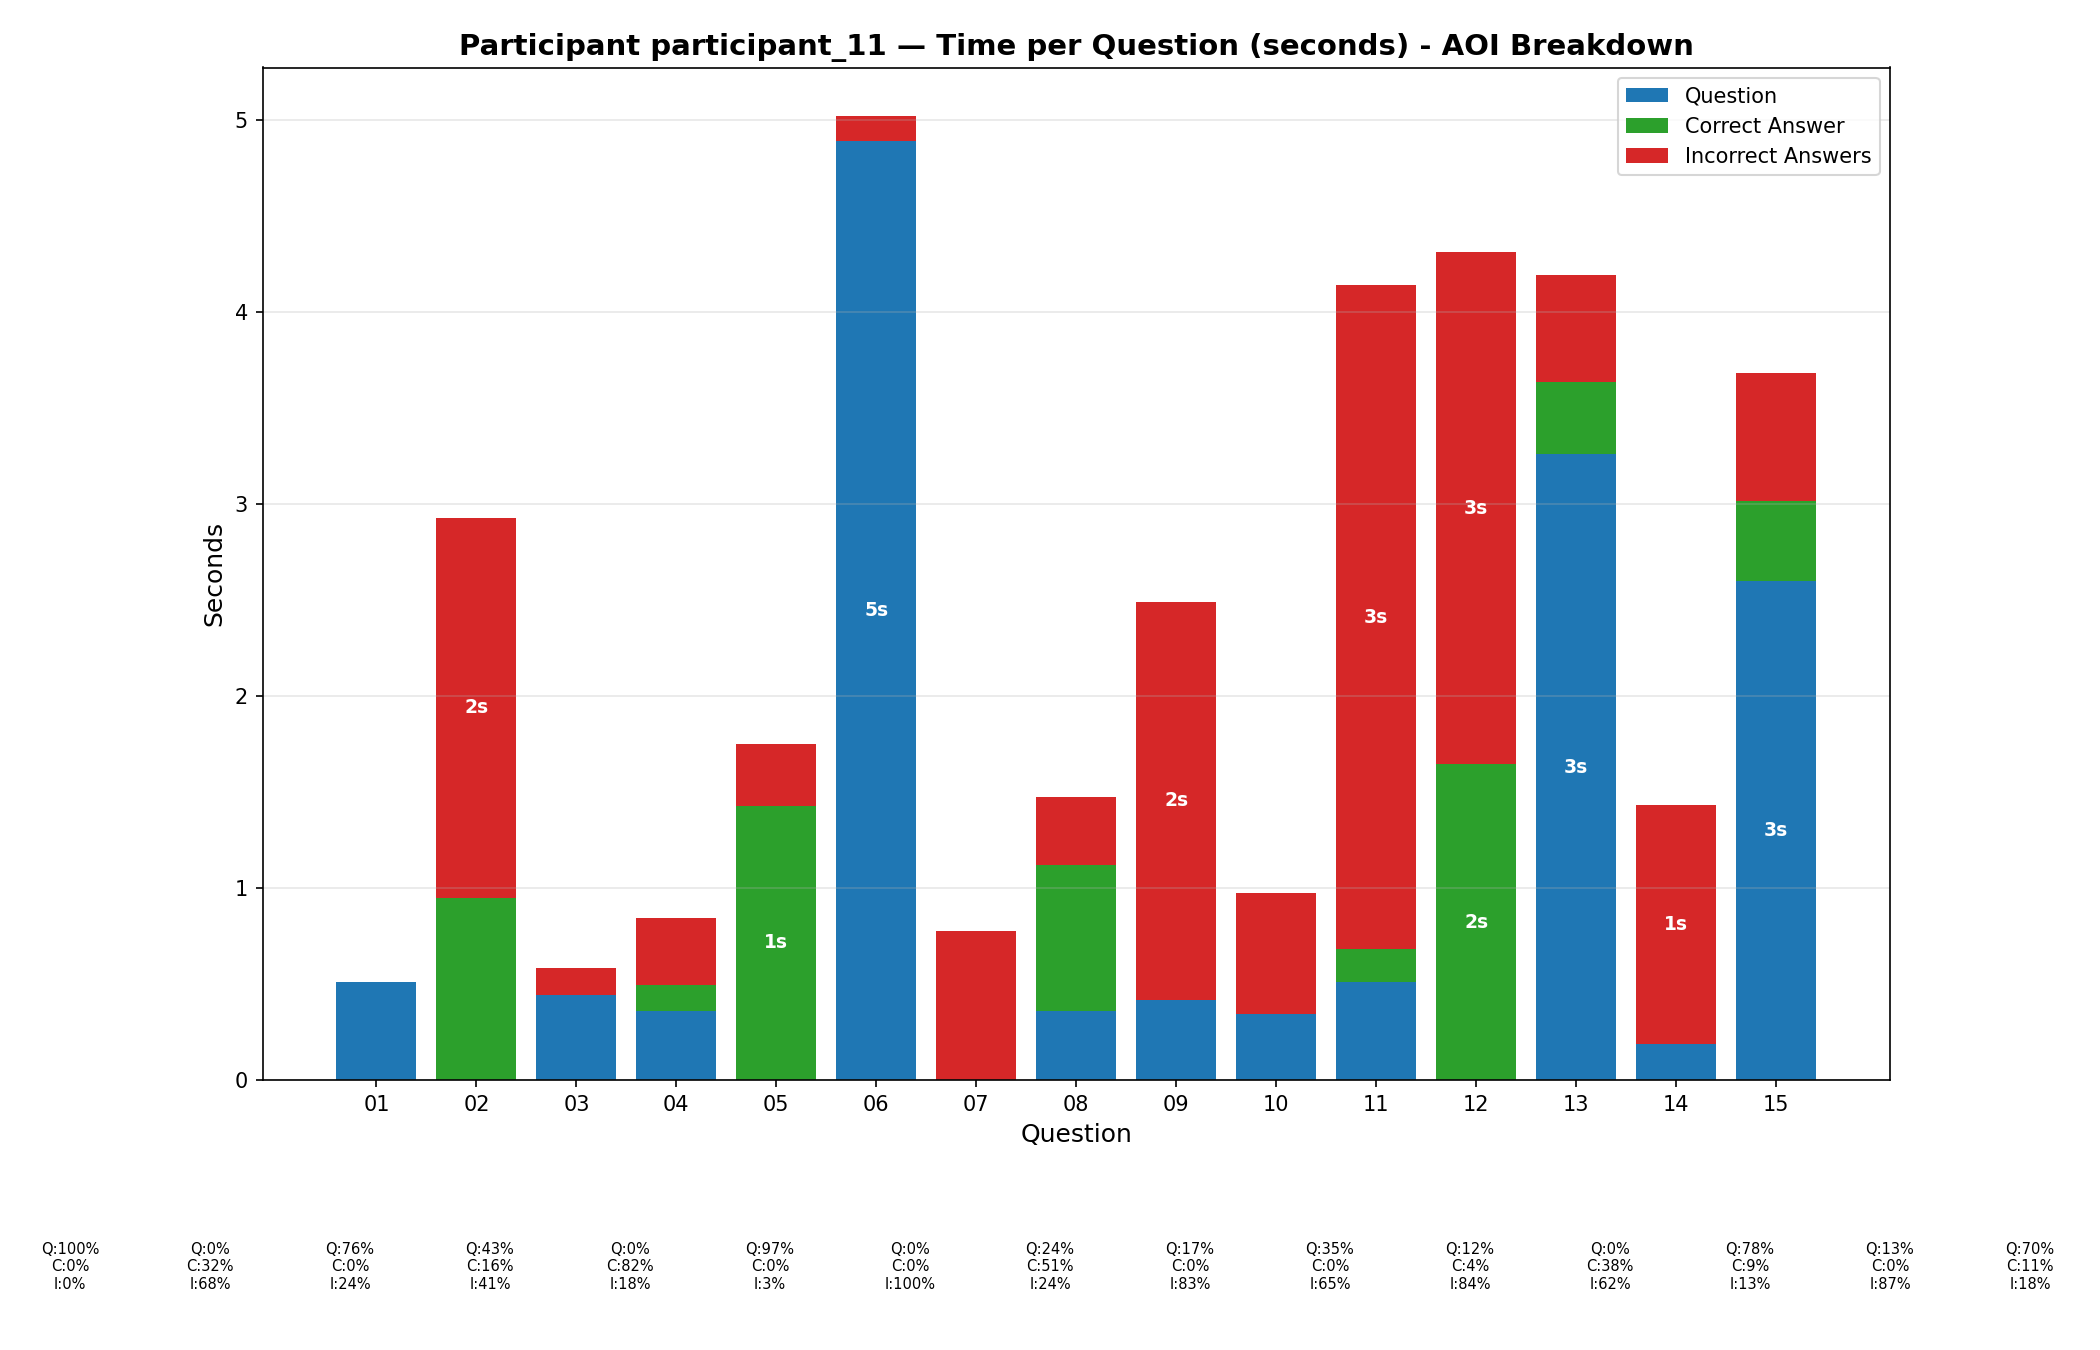 Participant participant_11 — Time per Question (seconds) - AOI Breakdown
Question
Correct Answer
Incorrect Answers
Seconds
5
4
3
2
1
0
2s
1s
5s
2s
3s
3s
2s
3s
1s
3s
01 02 03 04 05 06 07 08 09 10 11 12 13 14 15
Question
Q:100% Q:0% Q:76% Q:43% Q:0% Q:97% Q:0% Q:24% Q:17% Q:35% Q:12% Q:0% Q:78% Q:13% Q:70%
C:0% C:32% C:0% C:16% C:82% C:0% C:0% C:51% C:0% C:0% C:4% C:38% C:9% C:0% C:11%
I:0% I:68% I:24% I:41% I:18% I:3% I:100% I:24% I:83% I:65% I:84% I:62% I:13% I:87% I:18%